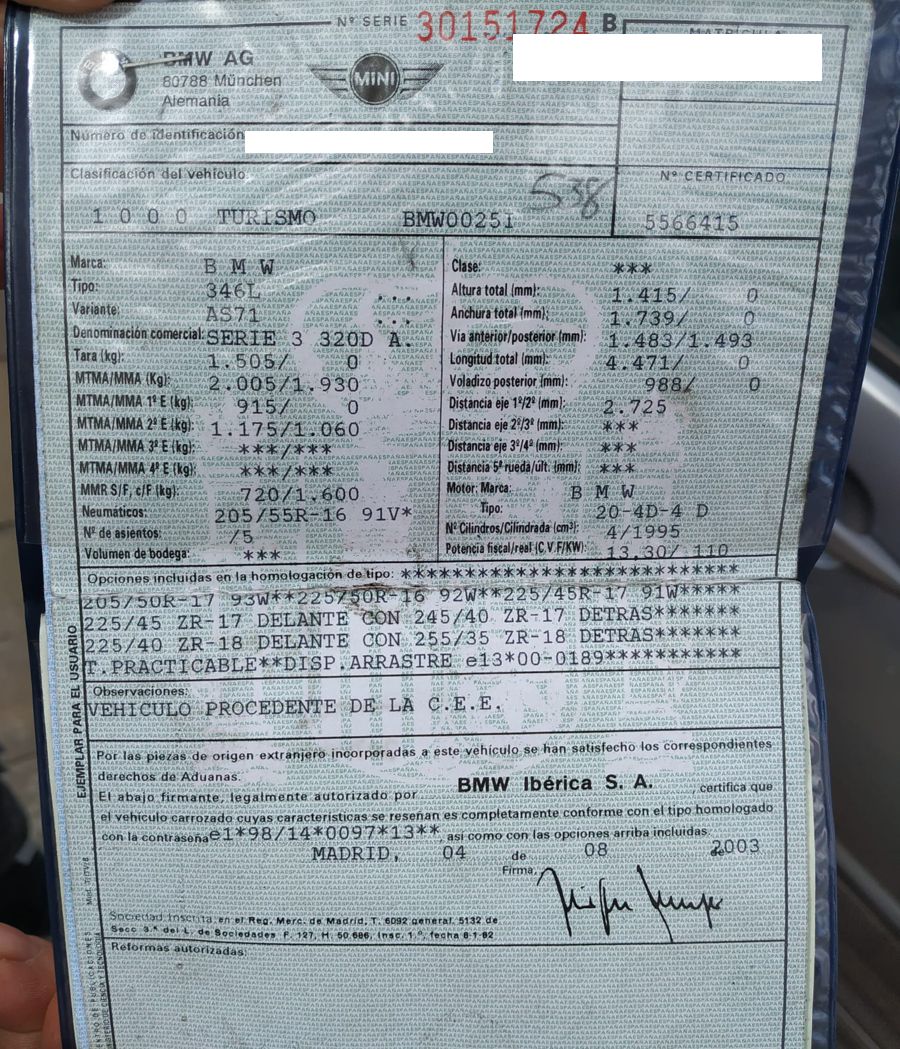 Nº SERIE 30151724 B
MATRÍCULA
BMW AG
80788 München
Alemania
MINI
Número de identificación
Clasificación del vehículo
538
Nº CERTIFICADO
1 0 0 0 TURISMO BMW0025I
5566415
Marca: B M W
Tipo: 346L ...
Variante: AS71 ...
Denominación comercial: SERIE 3 320D A.
Tara (kg): 1.505/ 0
MTMA/MMA (Kg): 2.005/1.930
MTMA/MMA 1º E (kg): 915/ 0
MTMA/MMA 2º E (kg): 1.175/1.060
MTMA/MMA 3º E (kg): ***/***
MTMA/MMA 4º E (kg): ***/***
MMR S/F, c/F (kg): 720/1.600
Neumáticos: 205/55R-16 91V*
Nº de asientos: /5
Volumen de bodega: ***
Clase: ***
Altura total (mm): 1.415/ 0
Anchura total (mm): 1.739/ 0
Vía anterior/posterior (mm): 1.483/1.493
Longitud total (mm): 4.471/ 0
Voladizo posterior (mm): 988/ 0
Distancia eje 1º/2º (mm): 2.725
Distancia eje 2º/3º (mm): ***
Distancia eje 3º/4º (mm): ***
Distancia 5ª rueda/últ. (mm): ***
Motor: Marca: B M W
Tipo: 20-4D-4 D
Nº Cilindros/Cilindrada (cm³): 4/1995
Potencia fiscal/real (C.V.F/KW): 13.30/ 110
Opciones incluidas en la homologación de tipo: **************************
205/50R-17 93W**225/50R-16 92W**225/45R-17 91W*****
225/45 ZR-17 DELANTE CON 245/40 ZR-17 DETRAS*******
225/40 ZR-18 DELANTE CON 255/35 ZR-18 DETRAS*******
T.PRACTICABLE**DISP.ARRASTRE e13*00-0189***********
Observaciones:
VEHICULO PROCEDENTE DE LA C.E.E.
EJEMPLAR PARA EL USUARIO
Por las piezas de origen extranjero incorporadas a este vehículo se han satisfecho los correspondientes
derechos de Aduanas.
El abajo firmante, legalmente autorizado por BMW Ibérica S. A. , certifica que
el vehículo carrozado cuyas características se reseñan es completamente conforme con el tipo homologado
con la contraseña e1*98/14*0097*13** , así como con las opciones arriba incluidas.
MADRID, 04 de 08 de 2003
Firma:
Sociedad Inscrita en el Reg. Merc. de Madrid, T. 6092 general, 5132 de
Secc 3.ª del L. de Sociedades F. 127, H. 50.686, Insc. 1.º, fecha 6-1-82
Reformas autorizadas: